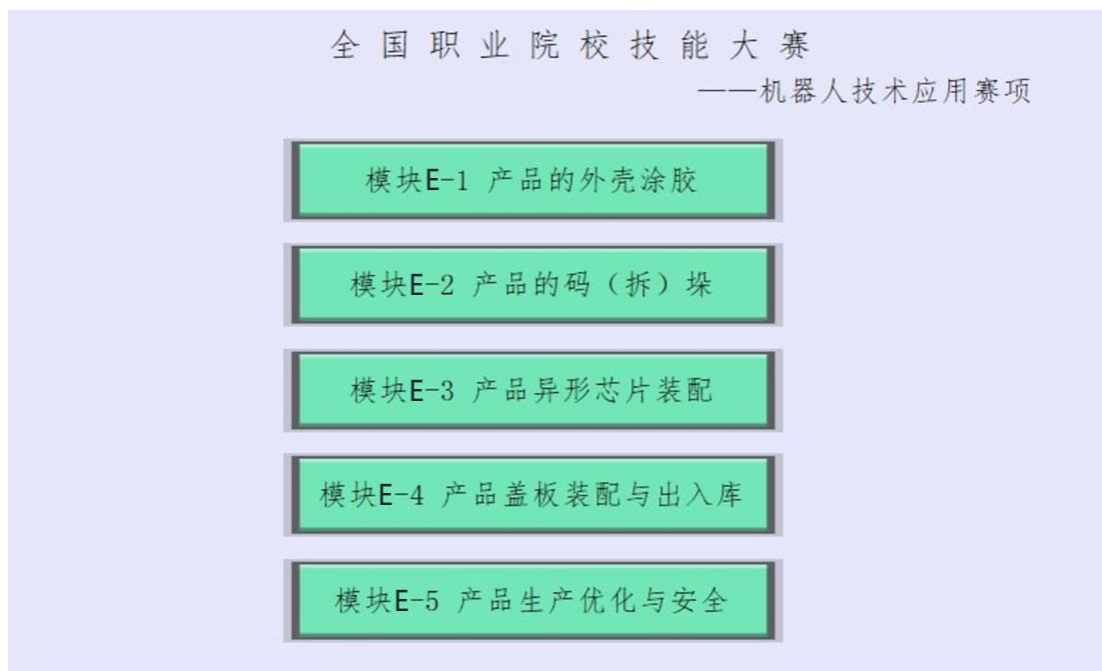 全国职业院校技能大赛
——机器人技术应用赛项
模块E-1 产品的外壳涂胶
模块E-2 产品的码（拆）垛
模块E-3 产品异形芯片装配
模块E-4 产品盖板装配与出入库
模块E-5 产品生产优化与安全